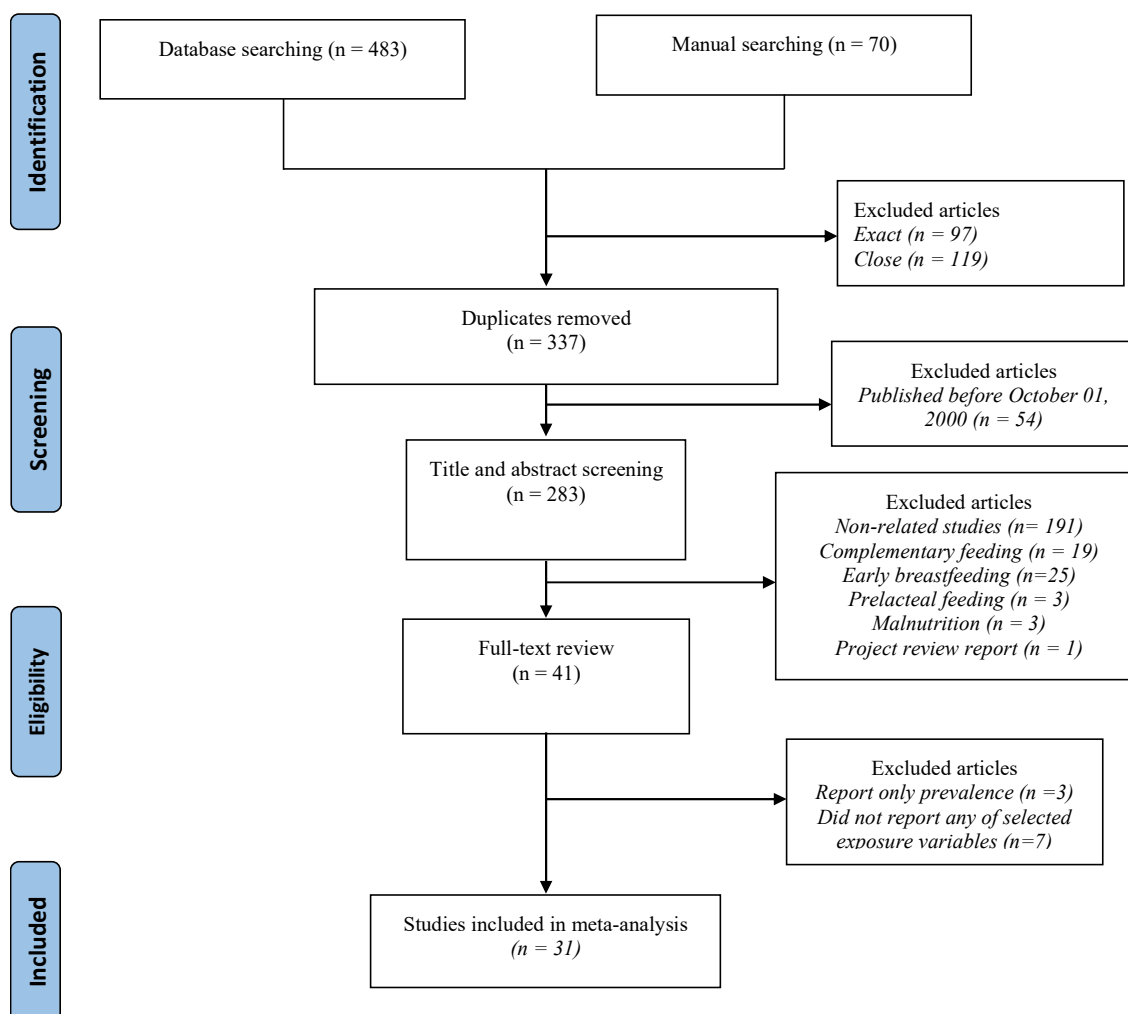 Identification
Database searching (n = 483)
Manual searching (n = 70)
Excluded articles
Exact (n = 97)
Close (n = 119)
Duplicates removed
(n = 337)
Screening
Excluded articles
Published before October 01,
2000 (n = 54)
Title and abstract screening
(n = 283)
Excluded articles
Non-related studies (n= 191)
Complementary feeding (n = 19)
Early breastfeeding (n=25)
Prelacteal feeding (n = 3)
Malnutrition (n = 3)
Project review report (n = 1)
Eligibility
Full-text review
(n = 41)
Excluded articles
Report only prevalence (n =3)
Did not report any of selected
exposure variables (n=7)
Included
Studies included in meta-analysis
(n = 31)